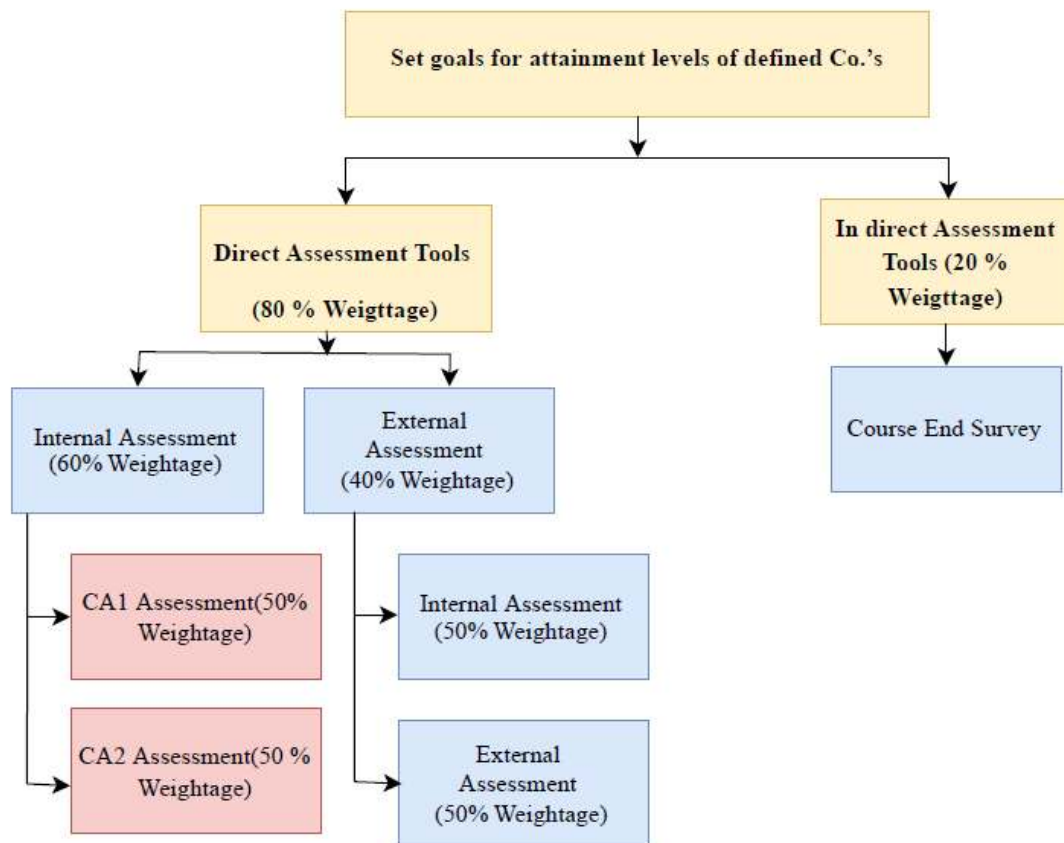 Set goals for attainment levels of defined Co.'s
Direct Assessment Tools
(80 % Weigttage)
In direct Assessment
Tools (20 %
Weigttage)
Internal Assessment
(60% Weightage)
External
Assessment
(40% Weightage)
Course End Survey
CA1 Assessment(50%
Weightage)
Internal Assessment
(50% Weightage)
CA2 Assessment(50 %
Weightage)
External
Assessment
(50% Weightage)